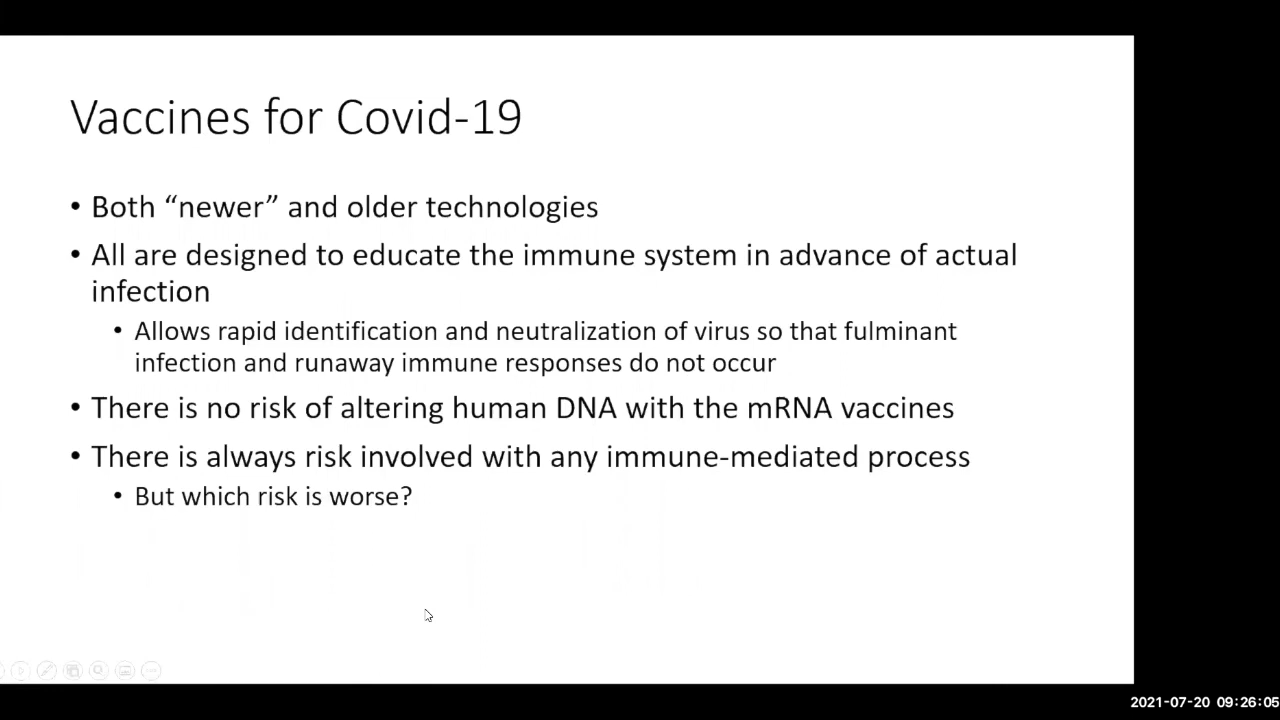 Vaccines for Covid-19
• Both “newer” and older technologies
• All are designed to educate the immune system in advance of actual
infection
• Allows rapid identification and neutralization of virus so that fulminant
infection and runaway immune responses do not occur
• There is no risk of altering human DNA with the mRNA vaccines
• There is always risk involved with any immune-mediated process
• But which risk is worse?
2021-07-20 09:26:05